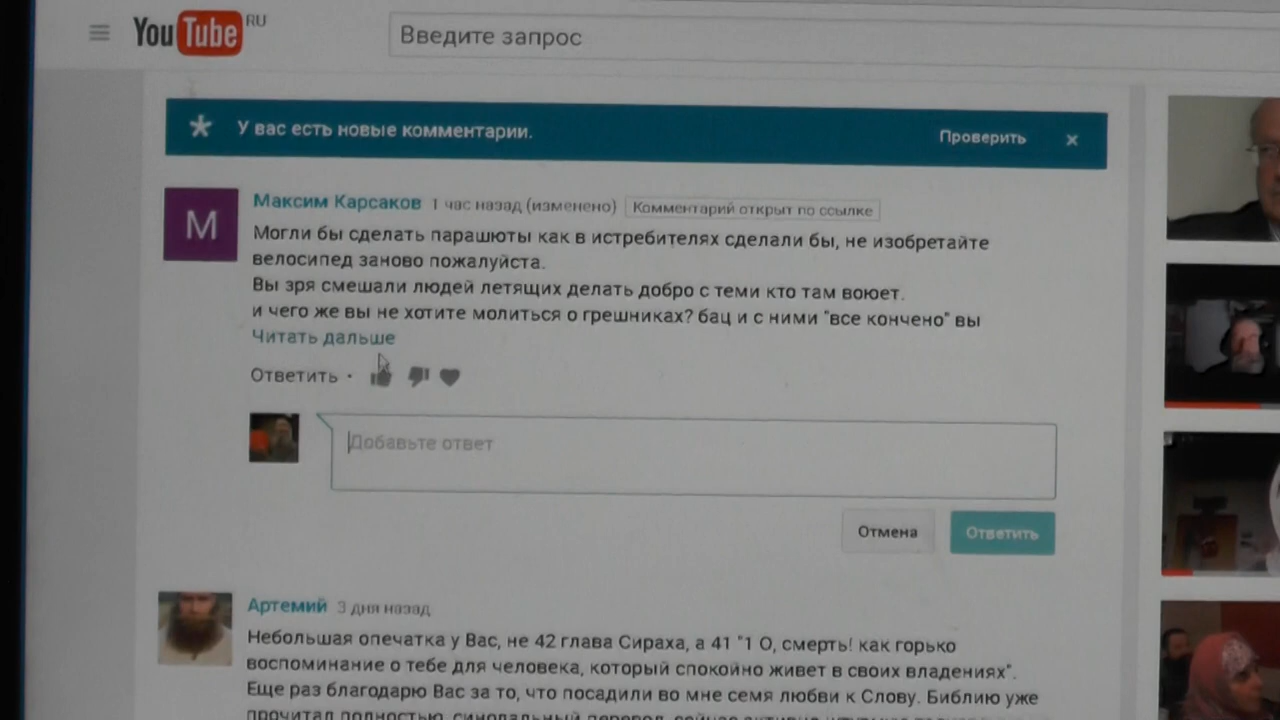 YouTube RU
Введите запрос
У вас есть новые комментарии.
Проверить
×
M
Максим Карсаков 1 час назад (изменено) Комментарий открыт по ссылке
Могли бы сделать парашюты как в истребителях сделали бы, не изобретайте
велосипед заново пожалуйста.
Вы зря смешали людей летящих делать добро с теми кто там воюет.
и чего же вы не хотите молиться о грешниках? бац и с ними "все кончено" вы
Читать дальше
Ответить •
Добавьте ответ
Отмена
Ответить
Артемий 3 дня назад
Небольшая опечатка у Вас, не 42 глава Сираха, а 41 "1 О, смерть! как горько
воспоминание о тебе для человека, который спокойно живет в своих владениях".
Еще раз благодарю Вас за то, что посадили во мне семя любви к Слову. Библию уже
прочитал полностью, синодальный перевод, сейчас активно